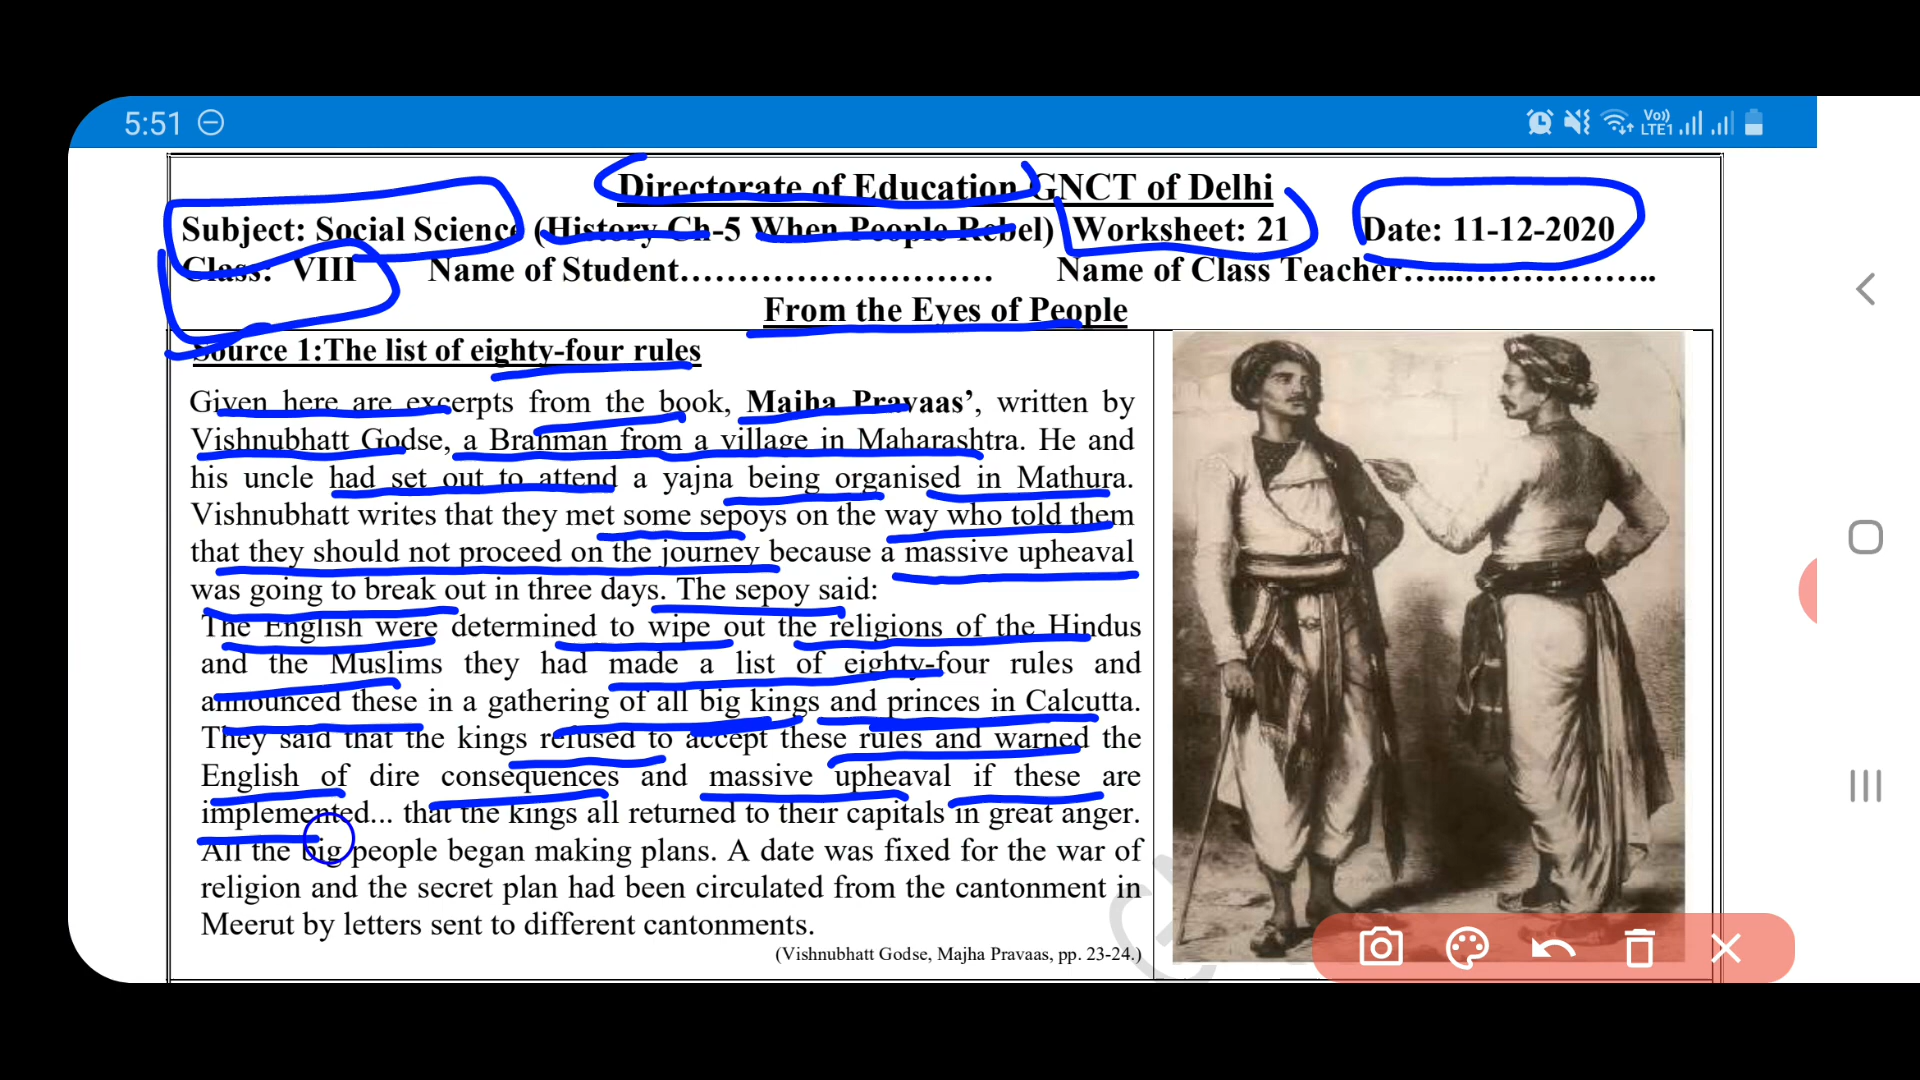 5:51
Vo))
LTE1
Directorate of Education GNCT of Delhi
Subject: Social Science (History Ch-5 When People Rebel) Worksheet: 21 Date: 11-12-2020
Class: VIII Name of Student………………………… Name of Class Teacher…...………………..
From the Eyes of People
Source 1:The list of eighty-four rules
Given here are excerpts from the book, Majha Pravaas’, written by
Vishnubhatt Godse, a Brahman from a village in Maharashtra. He and
his uncle had set out to attend a yajna being organised in Mathura.
Vishnubhatt writes that they met some sepoys on the way who told them
that they should not proceed on the journey because a massive upheaval
was going to break out in three days. The sepoy said:
The English were determined to wipe out the religions of the Hindus
and the Muslims they had made a list of eighty-four rules and
announced these in a gathering of all big kings and princes in Calcutta.
They said that the kings refused to accept these rules and warned the
English of dire consequences and massive upheaval if these are
implemented... that the kings all returned to their capitals in great anger.
All the big people began making plans. A date was fixed for the war of
religion and the secret plan had been circulated from the cantonment in
Meerut by letters sent to different cantonments.
(Vishnubhatt Godse, Majha Pravaas, pp. 23-24.)